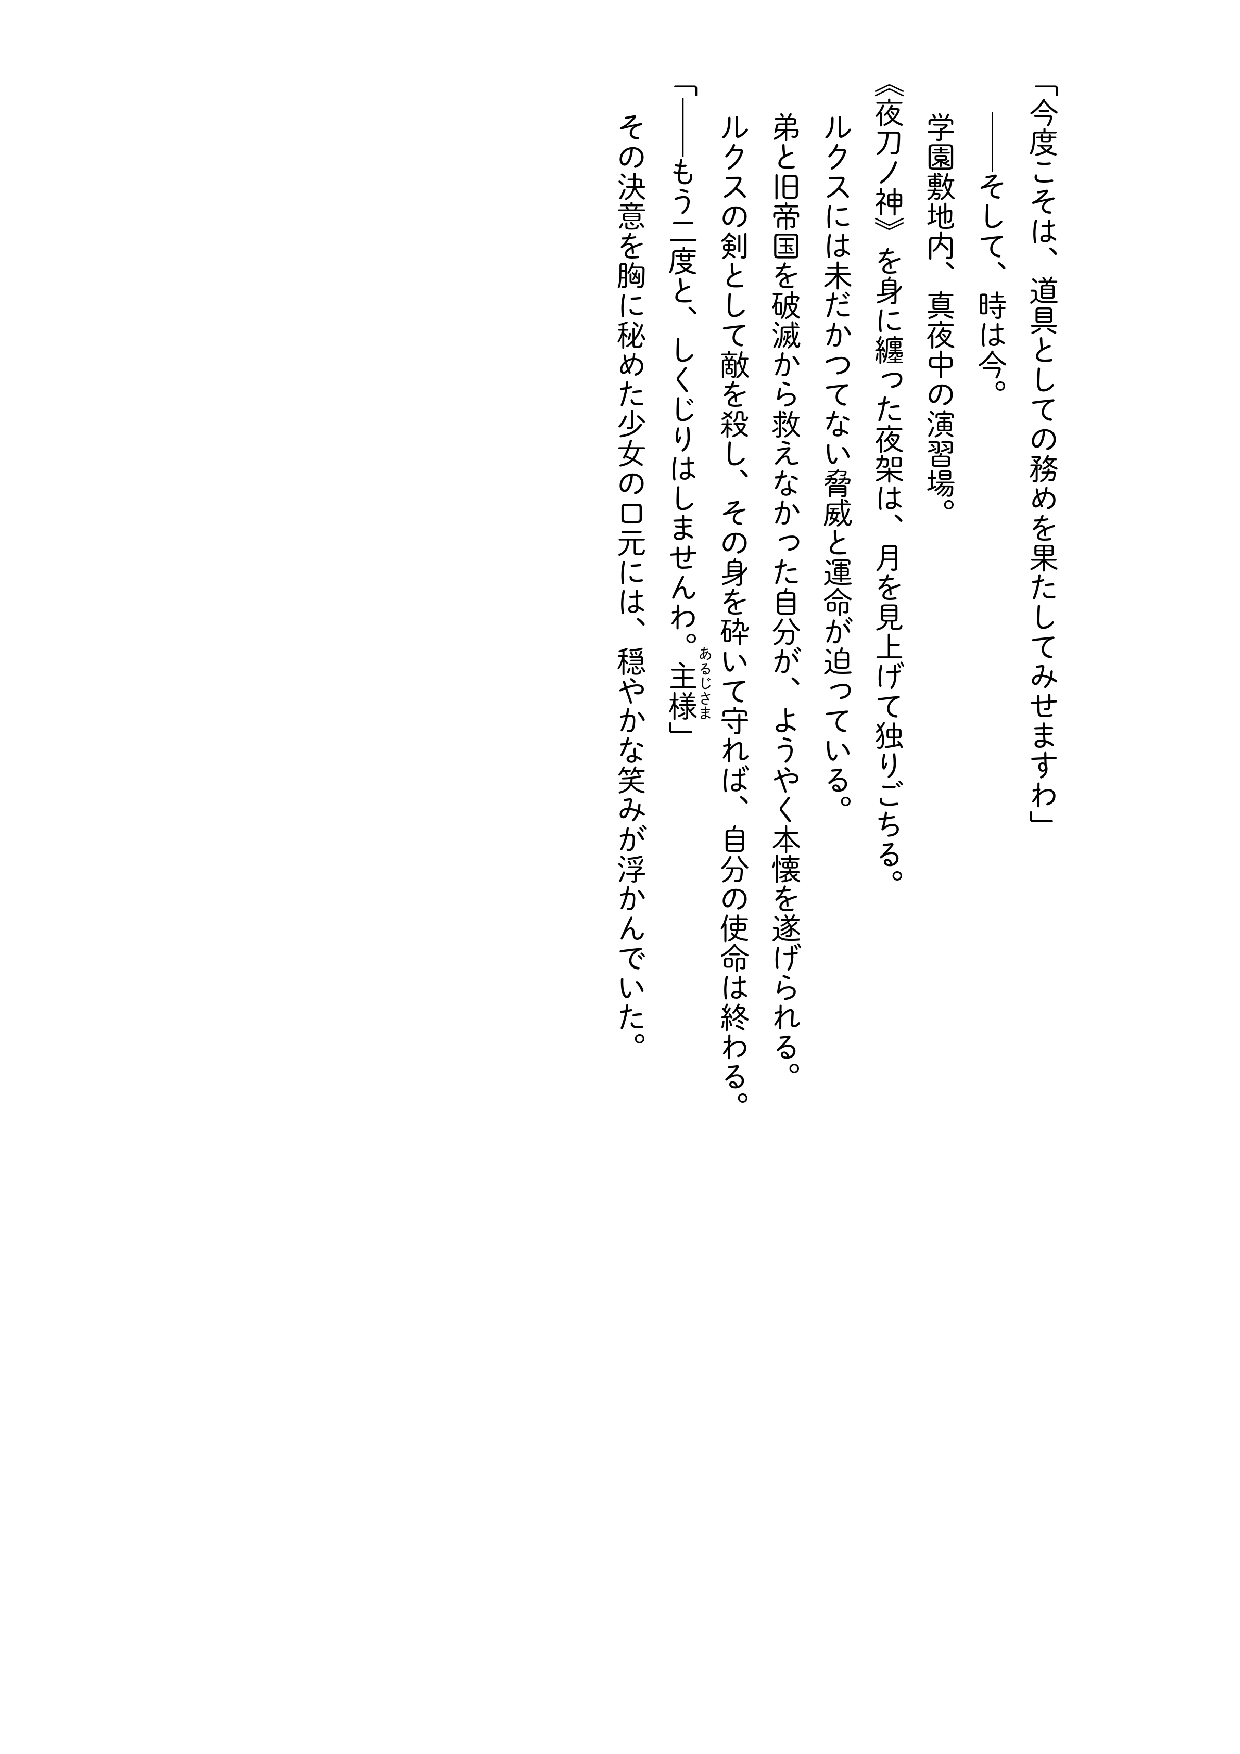 「今度こそは、道具としての務めを果たしてみせますわ」
――そして、時は今。
学園敷地内、真夜中の演習場。
《夜刀ノ神》を身に纏った夜架は、月を見上げて独りごちる。
ルクスには未だかつてない脅威と運命が迫っている。
弟と旧帝国を破滅から救えなかった自分が、ようやく本懐を遂げられる。
ルクスの剣として敵を殺し、その身を砕いて守れば、自分の使命は終わる。
あるじさま
「――もう二度と、しくじりはしませんわ。主様」
その決意を胸に秘めた少女の口元には、穏やかな笑みが浮かんでいた。